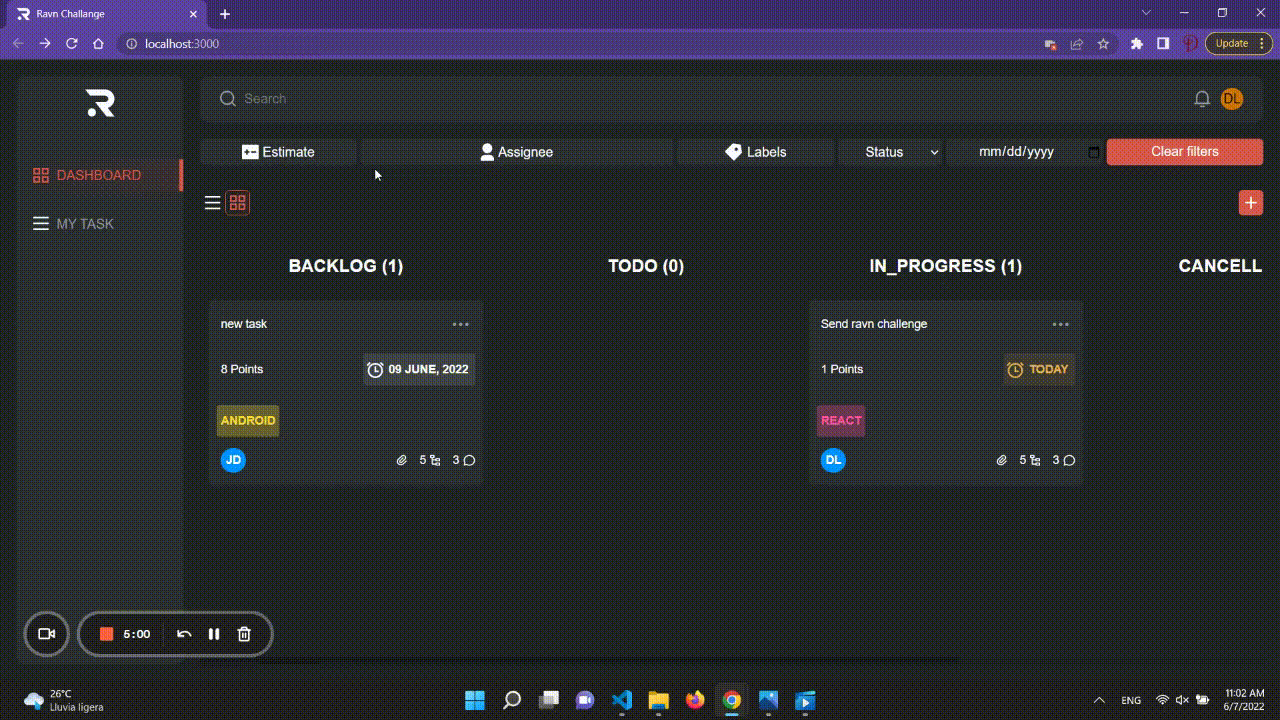 Ravn Challange
localhost:3000
Update
Search
DL
Estimate
Assignee
Labels
Status
mm/dd/yyyy
Clear filters
DASHBOARD
MY TASK
BACKLOG (1)
TODO (0)
IN_PROGRESS (1)
CANCELL
new task
8 Points
09 JUNE, 2022
ANDROID
JD
5
3
Send ravn challenge
1 Points
TODAY
REACT
DL
5
3
5:00
26°C
Lluvia ligera
ENG
11:02 AM
6/7/2022